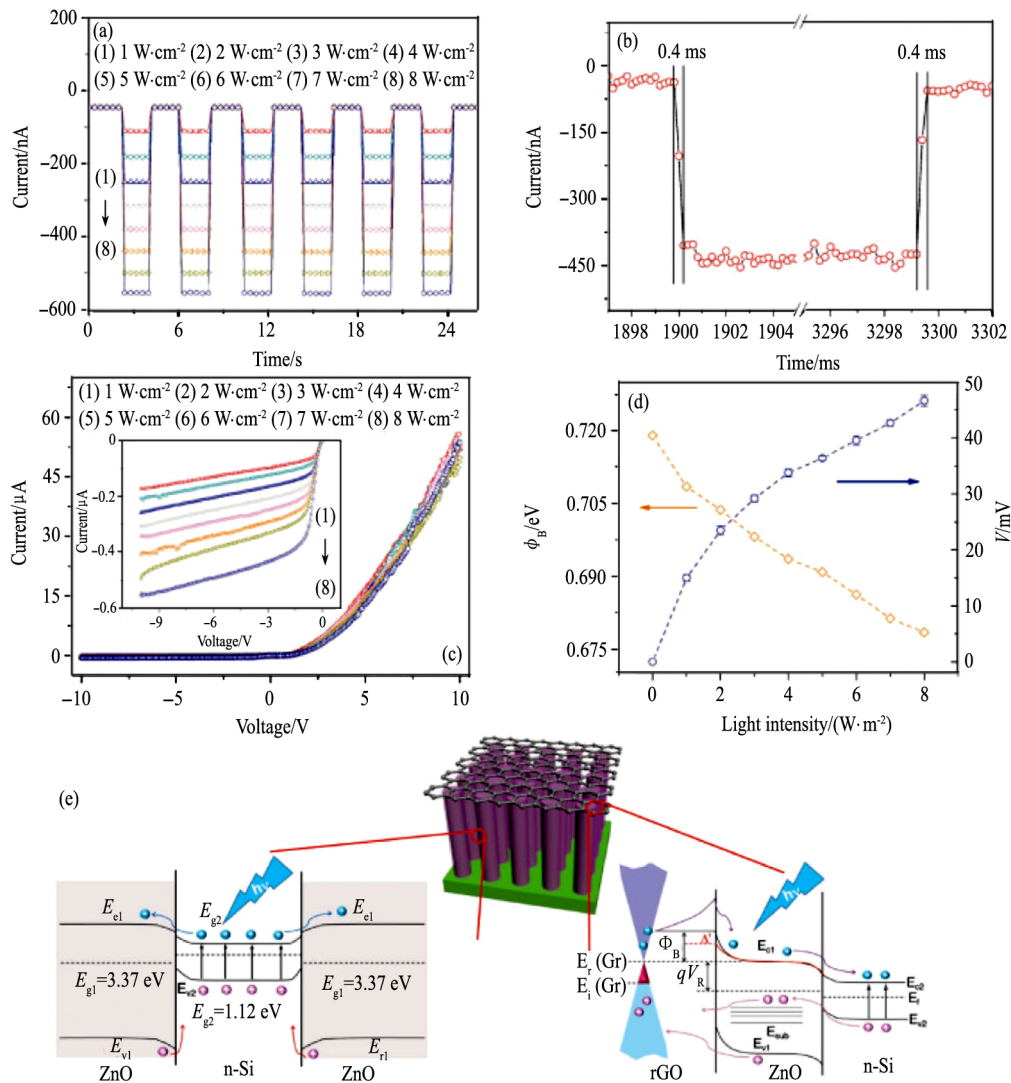 (a)
(1) 1 W·cm⁻² (2) 2 W·cm⁻² (3) 3 W·cm⁻² (4) 4 W·cm⁻²
(5) 5 W·cm⁻² (6) 6 W·cm⁻² (7) 7 W·cm⁻² (8) 8 W·cm⁻²
200
0
−200
−400
−600
Current/nA
(1)
(8)
0 6 12 18 24
Time/s
(b)
0.4 ms 0.4 ms
0
−150
−300
−450
Current/nA
1898 1900 1902 1904 3296 3298 3300 3302
Time/ms
(1) 1 W·cm⁻² (2) 2 W·cm⁻² (3) 3 W·cm⁻² (4) 4 W·cm⁻²
(5) 5 W·cm⁻² (6) 6 W·cm⁻² (7) 7 W·cm⁻² (8) 8 W·cm⁻²
60
45
30
15
0
Current/μA
0
−0.2
−0.4
−0.6
Current/μA
(1)
(8)
−9 −6 −3 0
Voltage/V
(c)
−10 −5 0 5 10
Voltage/V
(d)
0.720
0.705
0.690
0.675
ϕB/eV
50
40
30
20
10
0
V/mV
0 2 4 6 8
Light intensity/(W·m⁻²)
(e)
hν
Ee1 Eg2 Ee1
Eg1=3.37 eV Ev2 Eg1=3.37 eV
Eg2=1.12 eV
Ev1 Er1
ZnO n-Si ZnO
hν
ΦB Δ' Ec1
Er (Gr)
qVR Ec2
Ei (Gr) Ef
Esub Ev2
Ev1
rGO ZnO n-Si